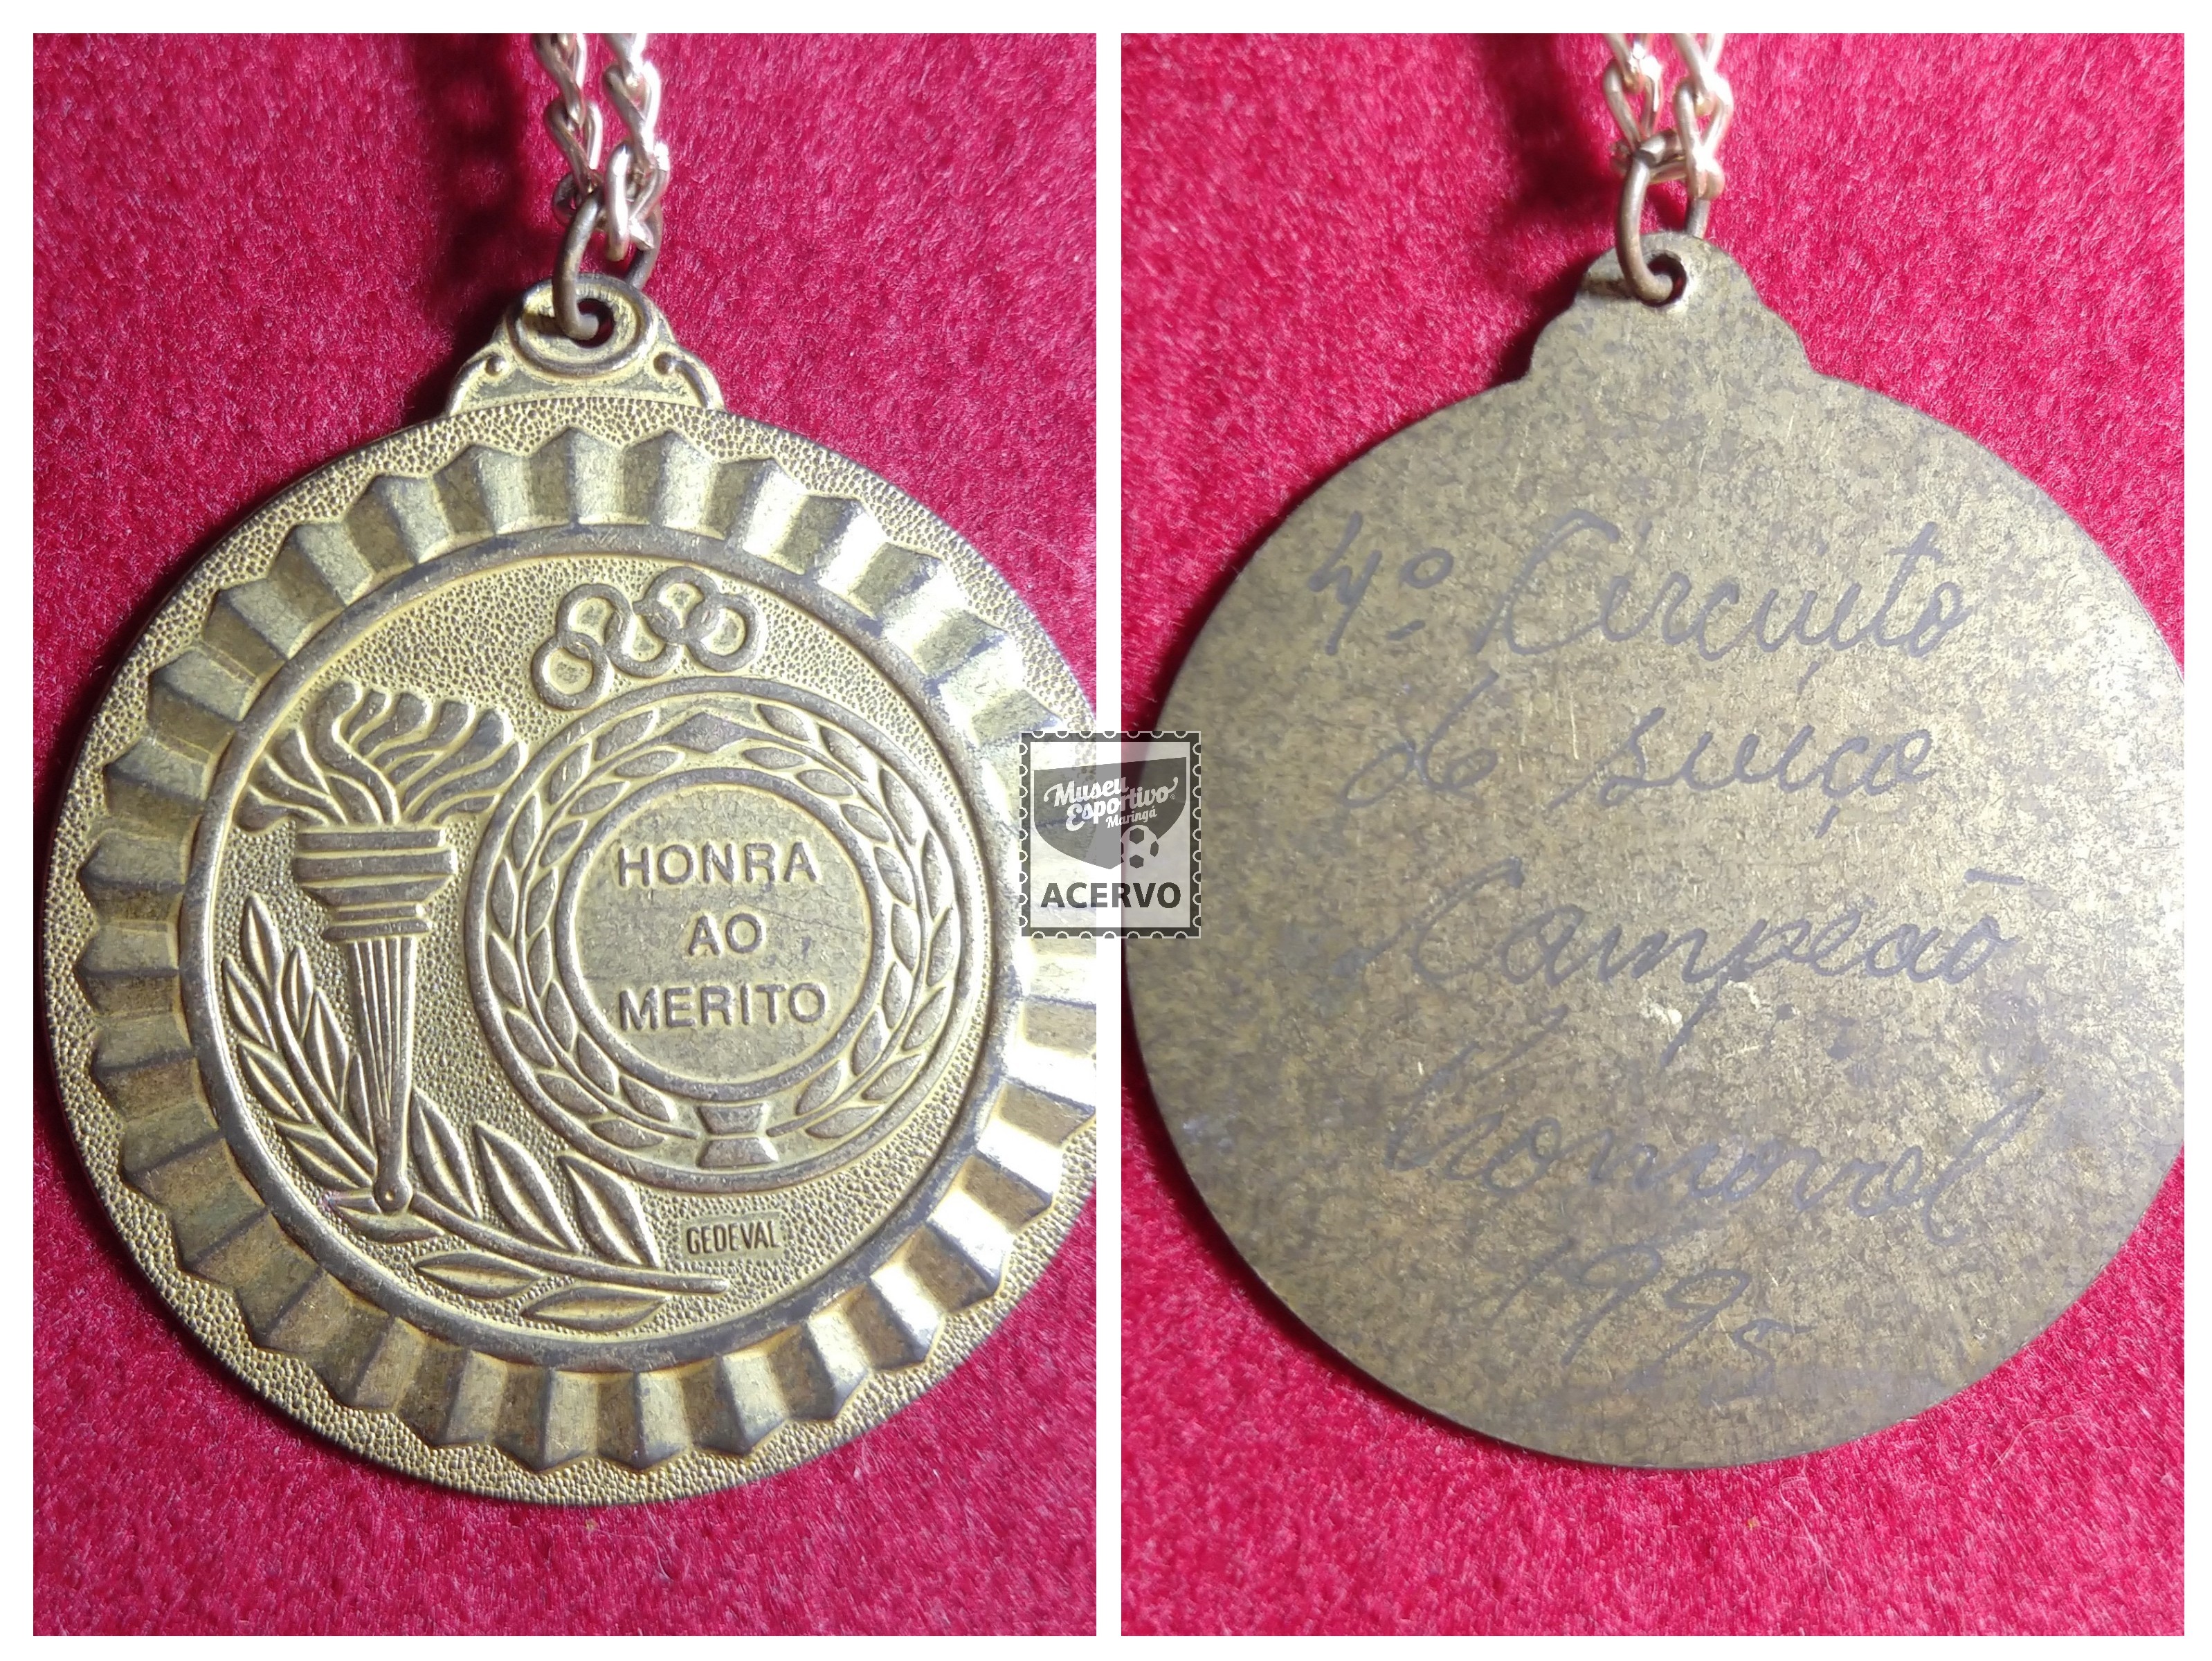 HONRA
AO
MERITO
GEDEVAL
Museu
Esportivo
Maringá
ACERVO
4º Circuito
de suiço
Campeão
1995